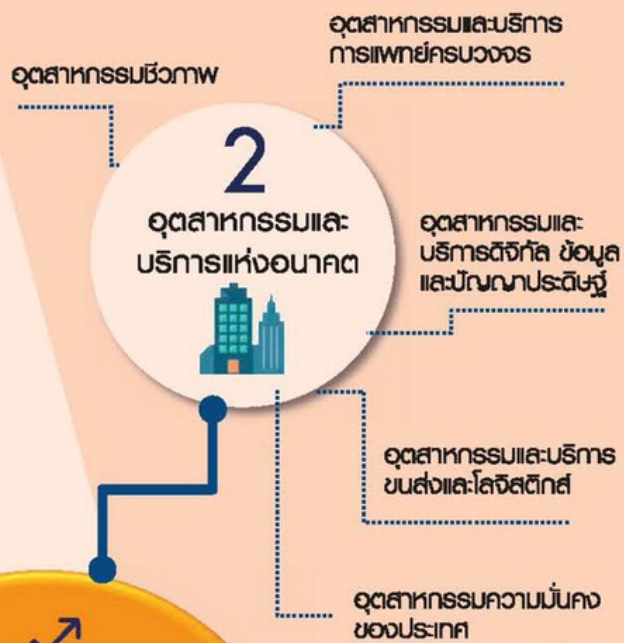 อุตสาหกรรมชีวภาพ
อุตสาหกรรมและบริการ
การแพทย์ครบวงจร
2
อุตสาหกรรมและ
บริการแห่งอนาคต
อุตสาหกรรมและ
บริการดิจิทัล ข้อมูล
และปัญญาประดิษฐ์
อุตสาหกรรมและบริการ
ขนส่งและโลจิสติกส์
อุตสาหกรรมความมั่นคง
ของประเทศ